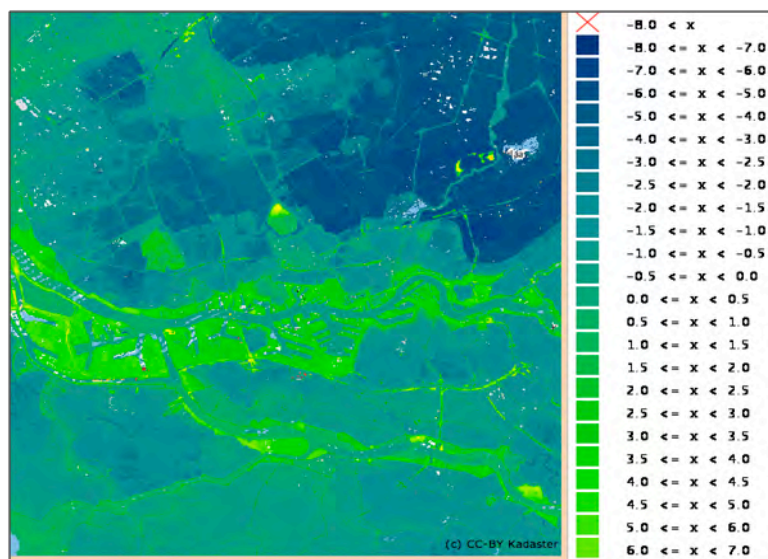 -8.0 < x
-8.0 <= x < -7.0
-7.0 <= x < -6.0
-6.0 <= x < -5.0
-5.0 <= x < -4.0
-4.0 <= x < -3.0
-3.0 <= x < -2.5
-2.5 <= x < -2.0
-2.0 <= x < -1.5
-1.5 <= x < -1.0
-1.0 <= x < -0.5
-0.5 <= x < 0.0
0.0 <= x < 0.5
0.5 <= x < 1.0
1.0 <= x < 1.5
1.5 <= x < 2.0
2.0 <= x < 2.5
2.5 <= x < 3.0
3.0 <= x < 3.5
3.5 <= x < 4.0
4.0 <= x < 4.5
4.5 <= x < 5.0
5.0 <= x < 6.0
6.0 <= x < 7.0
(c) CC-BY Kadaster